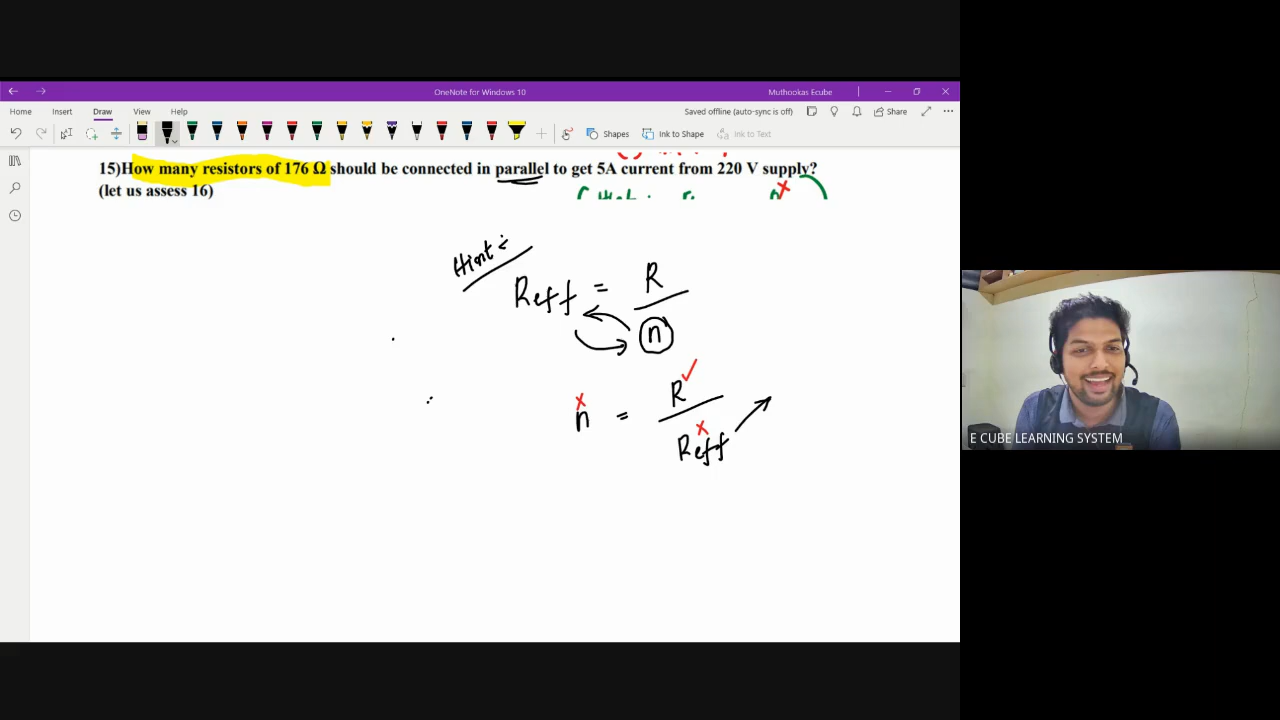 OneNote for Windows 10
Muthookas Ecube
Home Insert Draw View Help
Saved offline (auto-sync is off)
Share
Shapes
Ink to Shape
Ink to Text
15)How many resistors of 176 Ω should be connected in parallel to get 5A current from 220 V supply?
(let us assess 16)
Hint:
Reff = R
n
n = R
Reff
E CUBE LEARNING SYSTEM